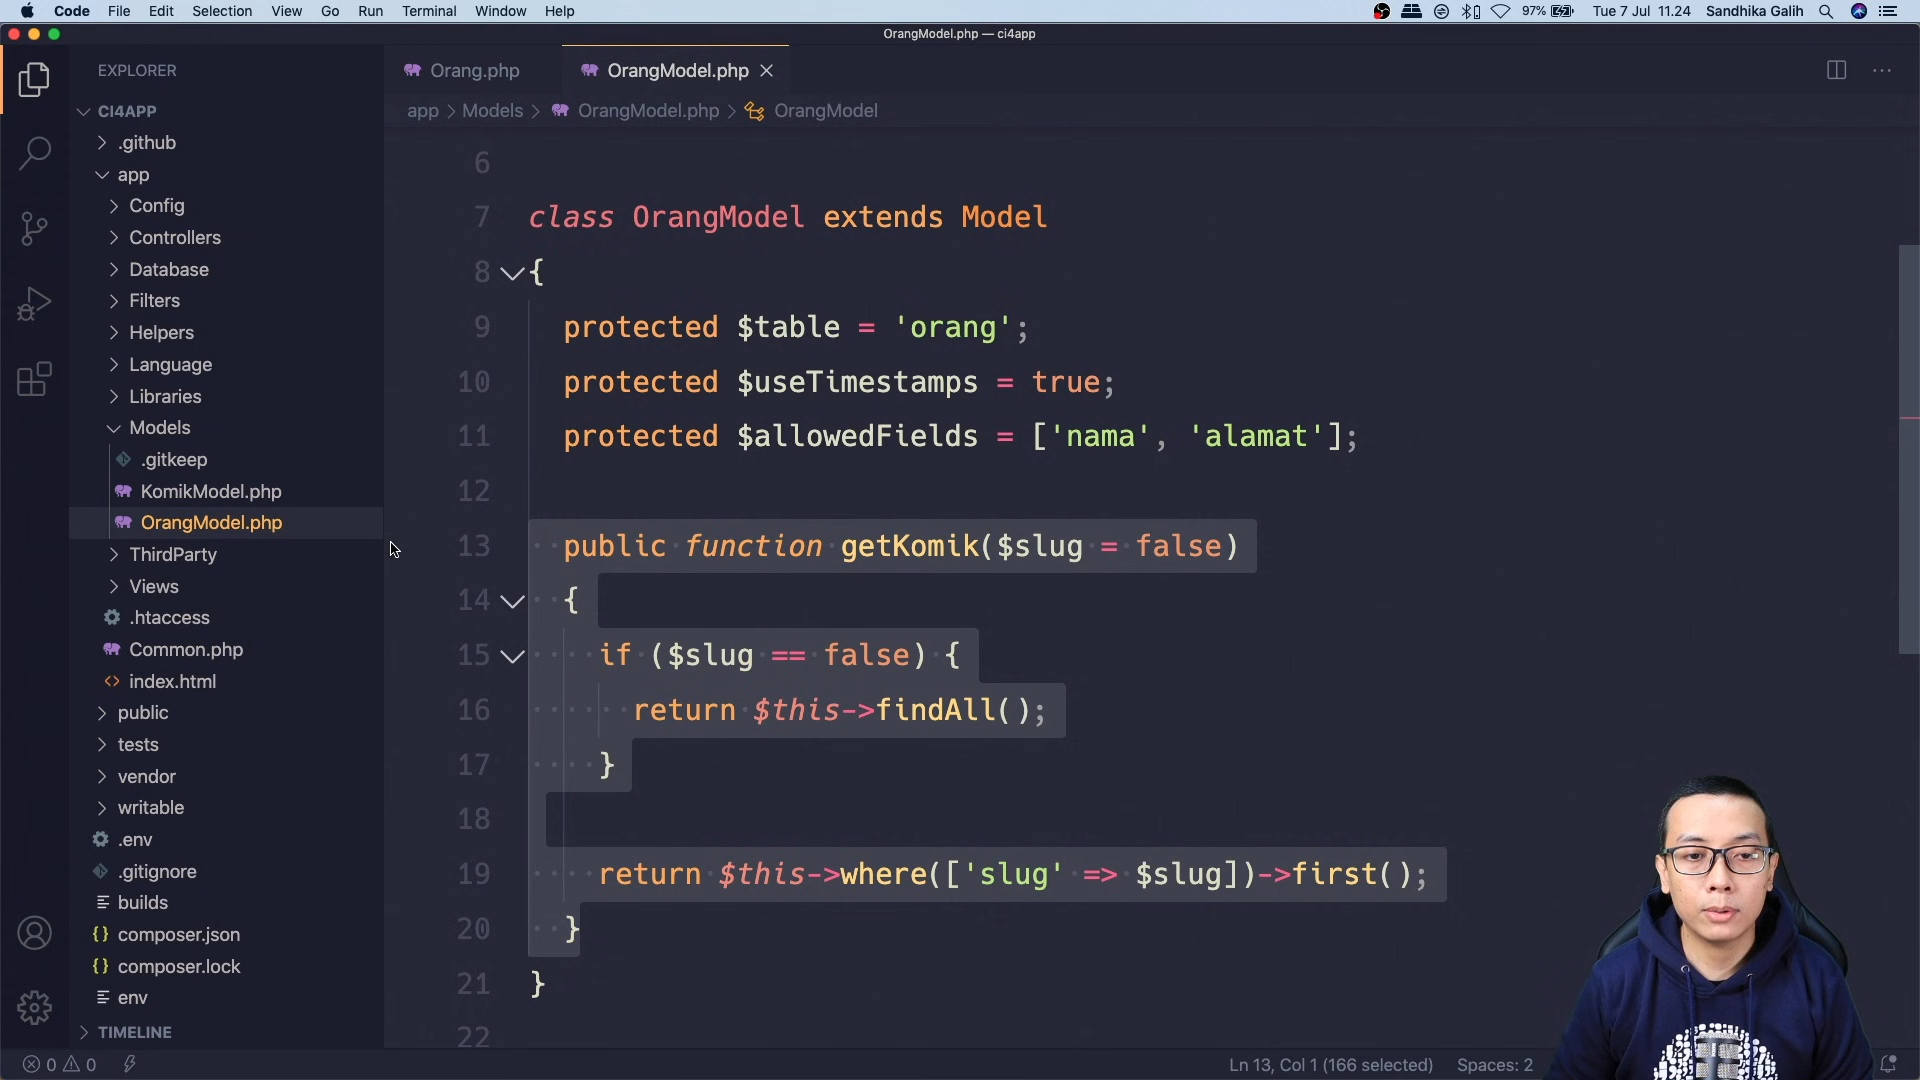 Code File Edit Selection View Go Run Terminal Window Help 97% Tue 7 Jul 11.24 Sandhika Galih
OrangModel.php — ci4app
EXPLORER
CI4APP
.github
app
Config
Controllers
Database
Filters
Helpers
Language
Libraries
Models
.gitkeep
KomikModel.php
OrangModel.php
ThirdParty
Views
.htaccess
Common.php
index.html
public
tests
vendor
writable
.env
.gitignore
builds
composer.json
composer.lock
env
TIMELINE
Orang.php OrangModel.php
app > Models > OrangModel.php > OrangModel
6
7 class OrangModel extends Model
8 {
9 protected $table = 'orang';
10 protected $useTimestamps = true;
11 protected $allowedFields = ['nama', 'alamat'];
12
13 public function getKomik($slug = false)
14 {
15 if ($slug == false) {
16 return $this->findAll();
17 }
18
19 return $this->where(['slug' => $slug])->first();
20 }
21 }
22
0 0 Ln 13, Col 1 (166 selected) Spaces: 2